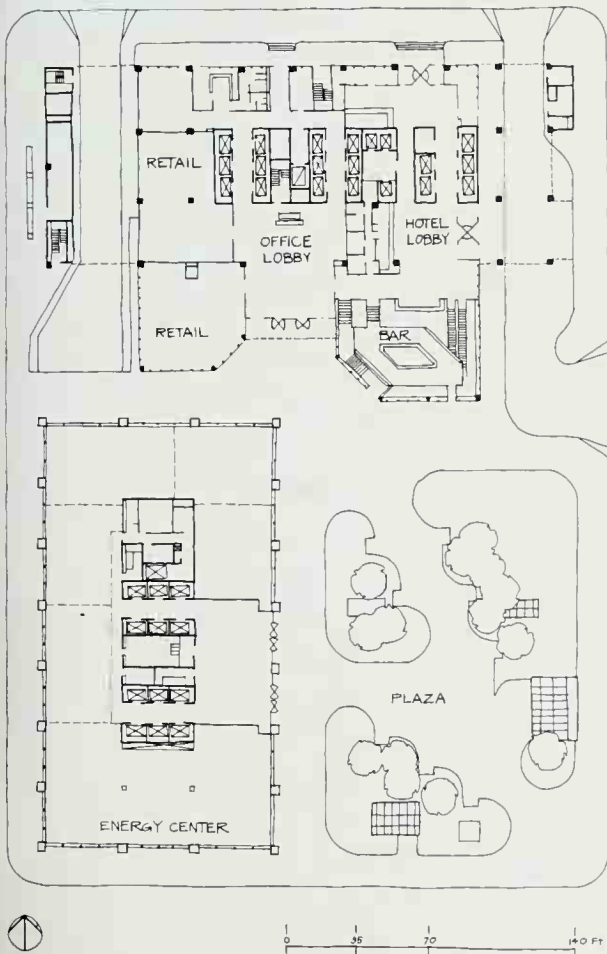 RETAIL
OFFICE
LOBBY
HOTEL
LOBBY
RETAIL
BAR
PLAZA
ENERGY CENTER
0 35 70 140 FT